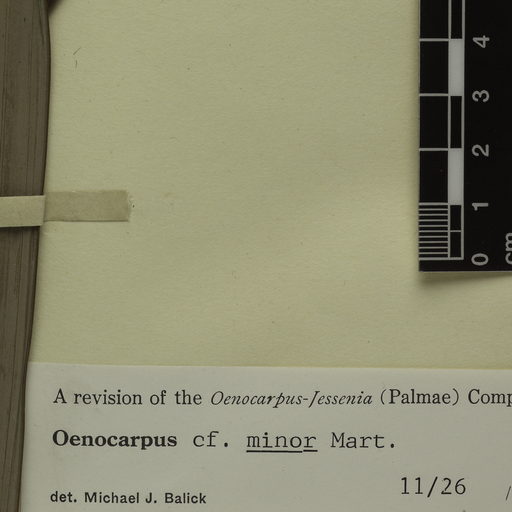 4
3
2
1
0
cm
A revision of the Oenocarpus-Jessenia (Palmae) Comp
Oenocarpus cf. minor Mart.
11/26 /
det. Michael J. Balick